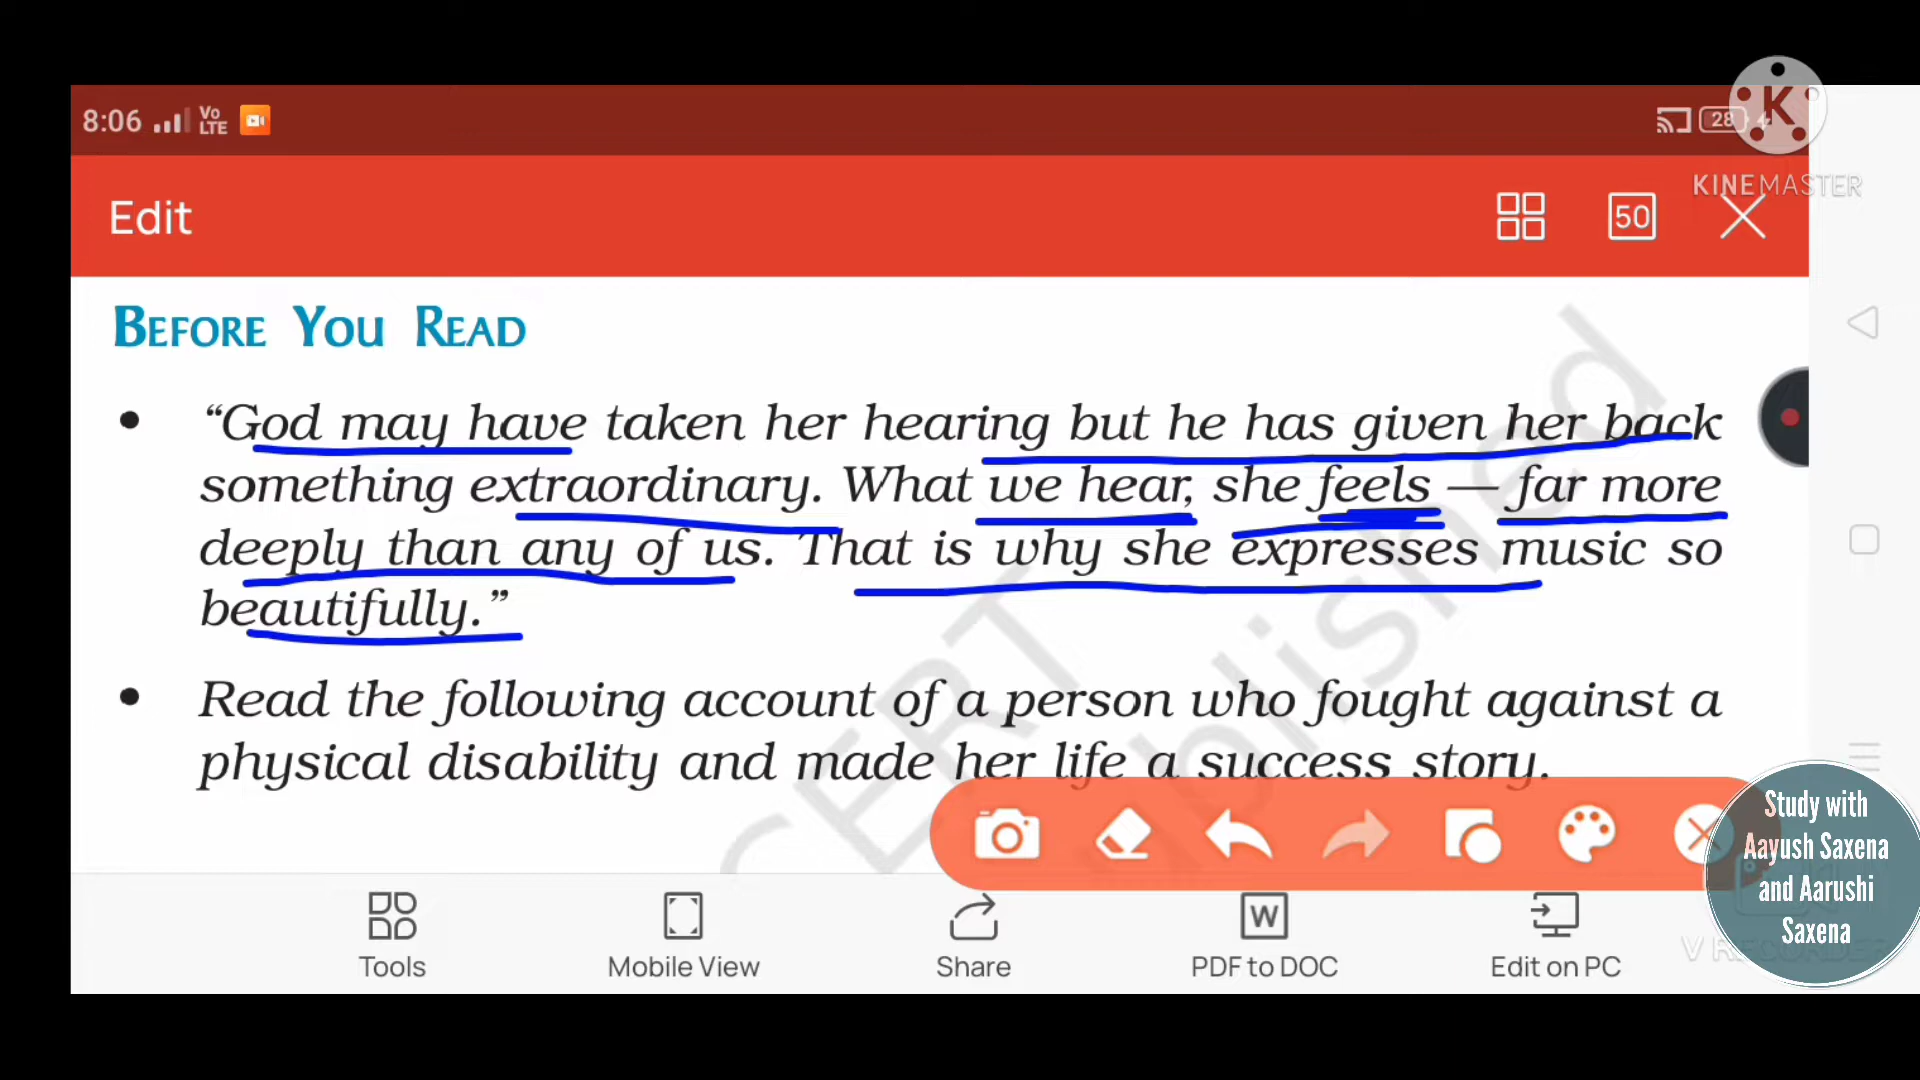 8:06 Vo LTE 28
KINEMASTER
Edit 50
BEFORE YOU READ
• “God may have taken her hearing but he has given her back
something extraordinary. What we hear, she feels — far more
deeply than any of us. That is why she expresses music so
beautifully.”
• Read the following account of a person who fought against a
physical disability and made her life a success story.
Study with
Aayush Saxena
and Aarushi
Saxena
W
Tools Mobile View Share PDF to DOC Edit on PC